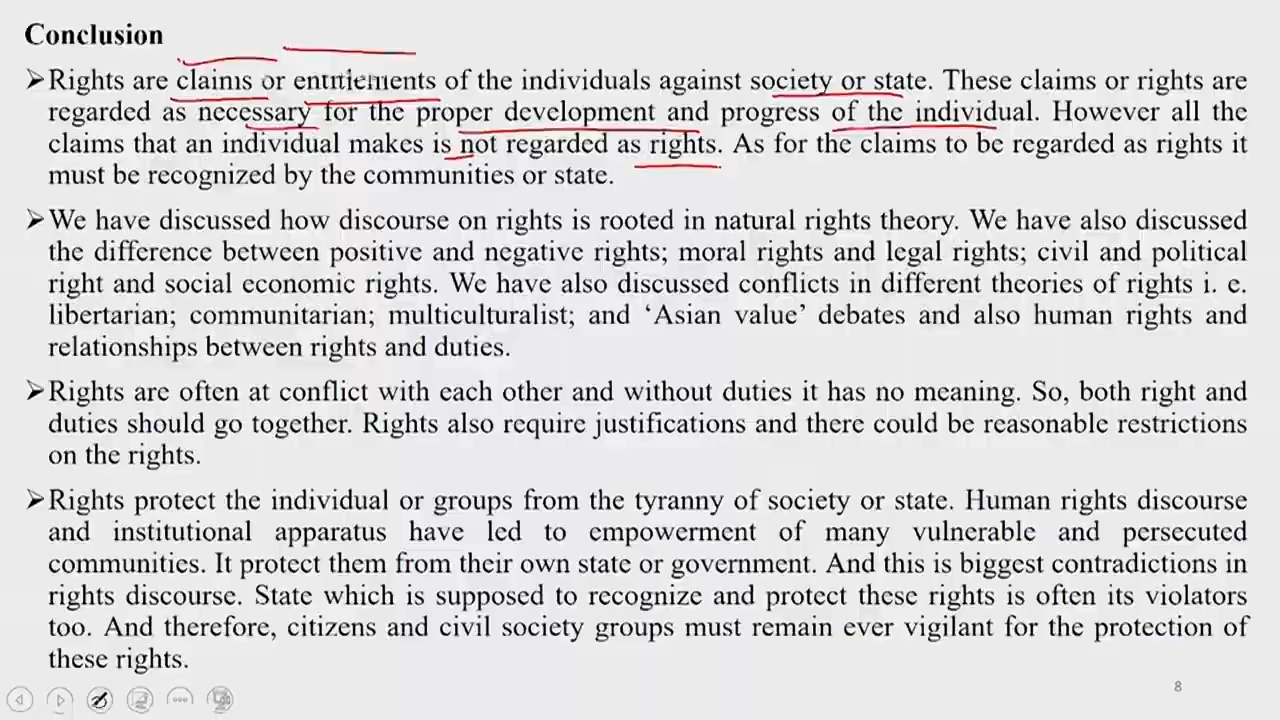 Conclusion
➢Rights are claims or entitlements of the individuals against society or state. These claims or rights are
regarded as necessary for the proper development and progress of the individual. However all the
claims that an individual makes is not regarded as rights. As for the claims to be regarded as rights it
must be recognized by the communities or state.
➢We have discussed how discourse on rights is rooted in natural rights theory. We have also discussed
the difference between positive and negative rights; moral rights and legal rights; civil and political
right and social economic rights. We have also discussed conflicts in different theories of rights i. e.
libertarian; communitarian; multiculturalist; and ‘Asian value’ debates and also human rights and
relationships between rights and duties.
➢Rights are often at conflict with each other and without duties it has no meaning. So, both right and
duties should go together. Rights also require justifications and there could be reasonable restrictions
on the rights.
➢Rights protect the individual or groups from the tyranny of society or state. Human rights discourse
and institutional apparatus have led to empowerment of many vulnerable and persecuted
communities. It protect them from their own state or government. And this is biggest contradictions in
rights discourse. State which is supposed to recognize and protect these rights is often its violators
too. And therefore, citizens and civil society groups must remain ever vigilant for the protection of
these rights.
8